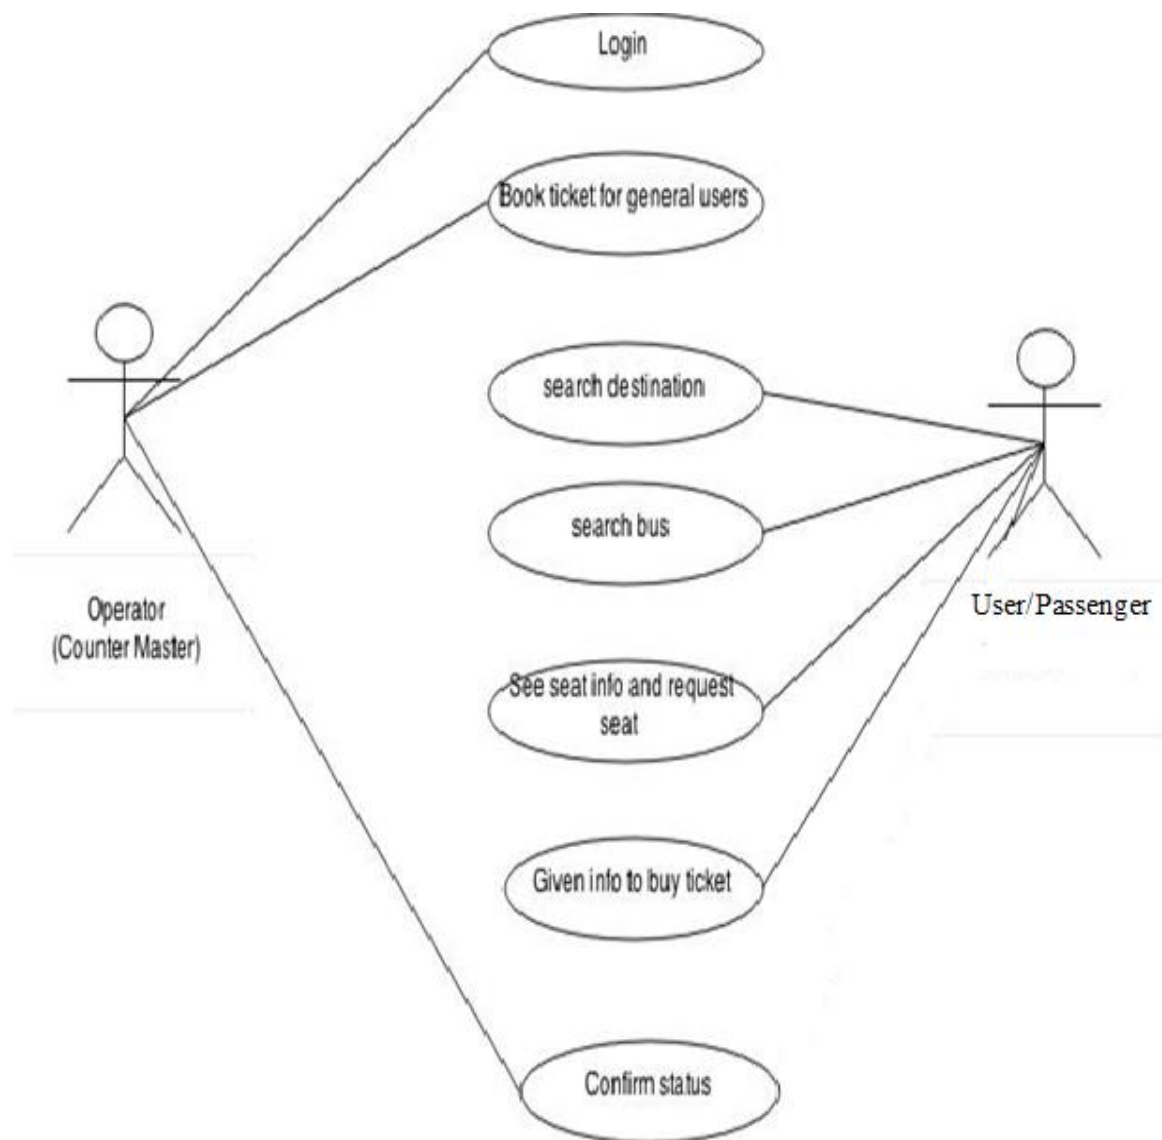 Login
Book ticket for general users
search destination
search bus
Operator
(Counter Master)
User/Passenger
See seat info and request
seat
Given info to buy ticket
Confirm status